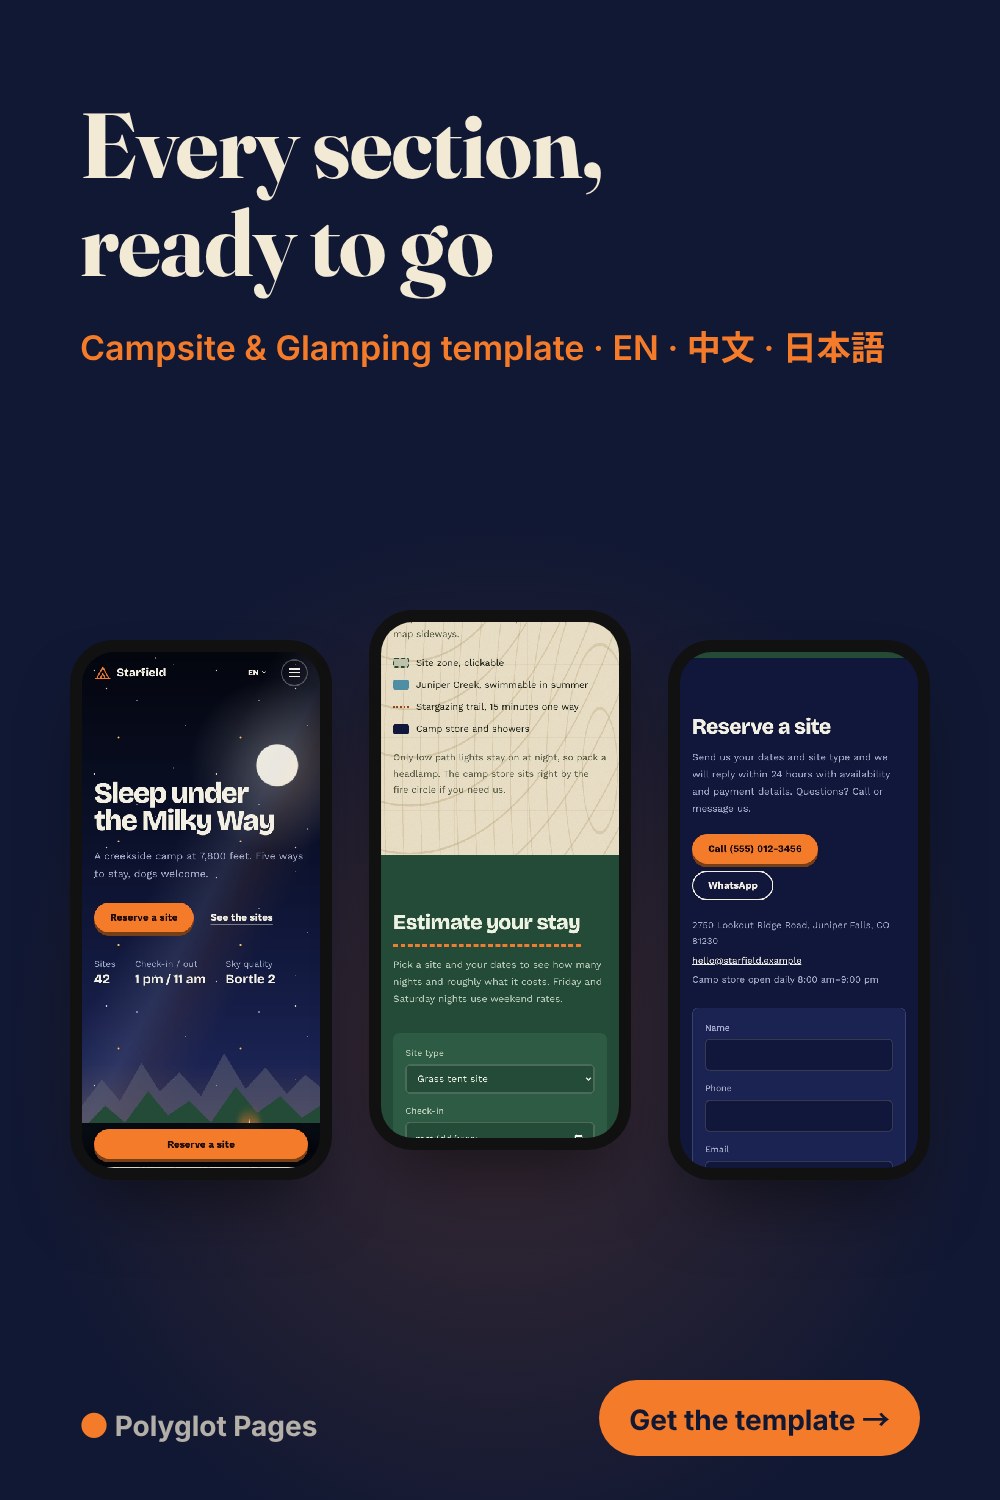 Every section,
ready to go
Campsite & Glamping template · EN · 中文 · 日本語
Starfield
EN
Sleep under
the Milky Way
A creekside camp at 7,800 feet. Five ways
to stay, dogs welcome.
Reserve a site
See the sites
Sites
Check-in / out
Sky quality
42
1 pm / 11 am
Bortle 2
Reserve a site
map sideways.
Site zone, clickable
Juniper Creek, swimmable in summer
Stargazing trail, 15 minutes one way
Camp store and showers
Only low path lights stay on at night, so pack a
headlamp. The camp store sits right by the
fire circle if you need us.
Estimate your stay
Pick a site and your dates to see how many
nights and roughly what it costs. Friday and
Saturday nights use weekend rates.
Site type
Grass tent site
Check-in
Reserve a site
Send us your dates and site type and we
will reply within 24 hours with availability
and payment details. Questions? Call or
message us.
Call (555) 012-3456
WhatsApp
2750 Lookout Ridge Road, Juniper Falls, CO
81230
hello@starfield.example
Camp store open daily 8:00 am–9:00 pm
Name
Phone
Email
Polyglot Pages
Get the template →